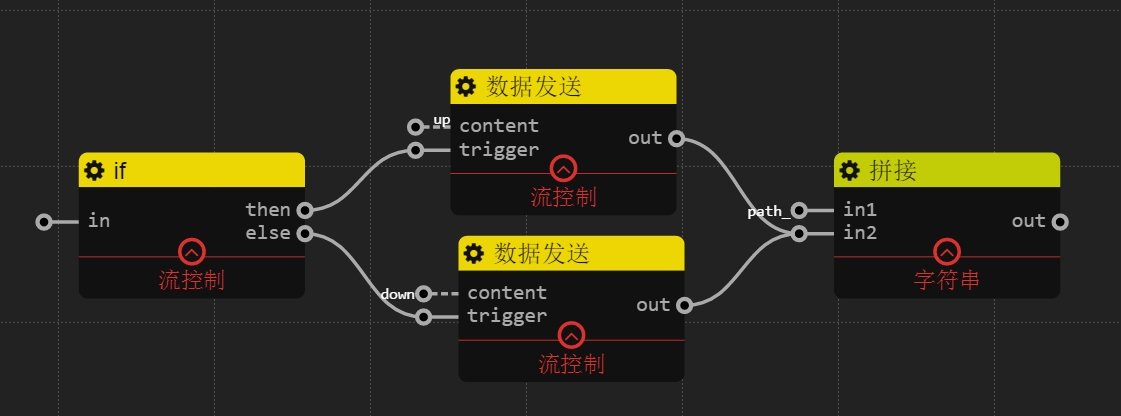 if
in
then
else
流控制
数据发送
up
content
trigger
out
流控制
数据发送
down
content
trigger
out
流控制
拼接
path_
in1
in2
out
字符串